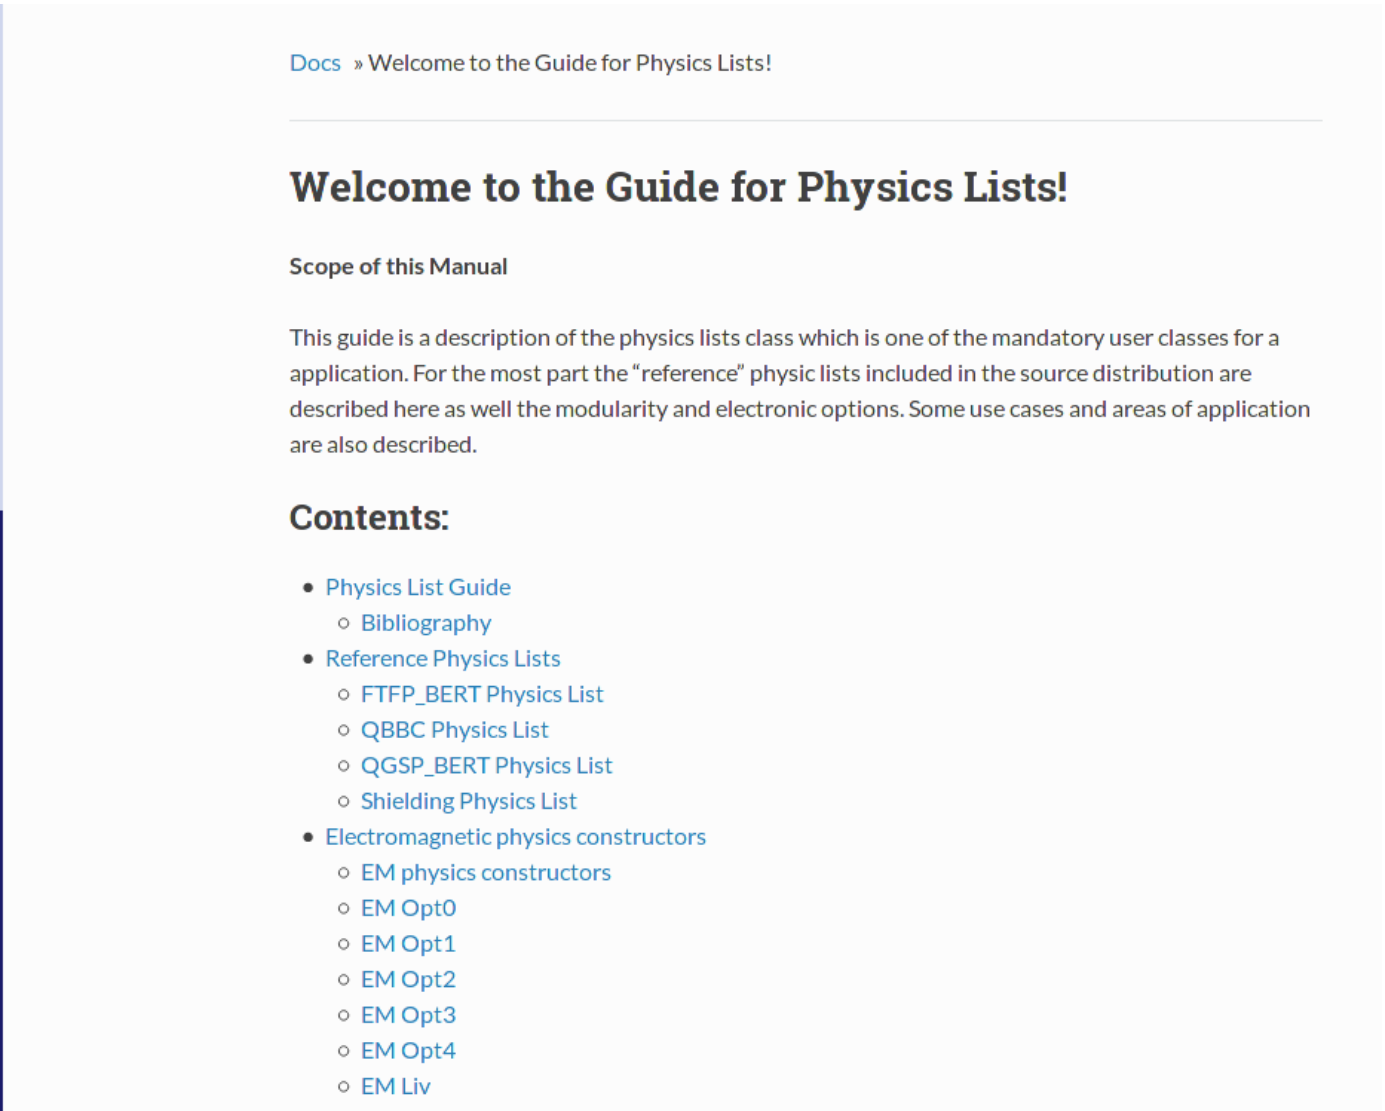 Docs » Welcome to the Guide for Physics Lists!
Welcome to the Guide for Physics Lists!
Scope of this Manual
This guide is a description of the physics lists class which is one of the mandatory user classes for a
application. For the most part the “reference” physic lists included in the source distribution are
described here as well the modularity and electronic options. Some use cases and areas of application
are also described.
Contents:
Physics List Guide
Bibliography
Reference Physics Lists
FTFP_BERT Physics List
QBBC Physics List
QGSP_BERT Physics List
Shielding Physics List
Electromagnetic physics constructors
EM physics constructors
EM Opt0
EM Opt1
EM Opt2
EM Opt3
EM Opt4
EM Liv